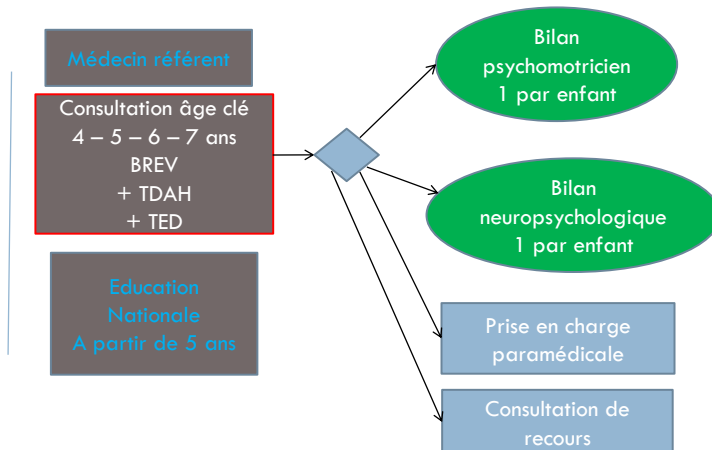 Médecin référent
Consultation âge clé
4 – 5 – 6 – 7 ans
BREV
+ TDAH
+ TED
Education
Nationale
A partir de 5 ans
Bilan
psychomotricien
1 par enfant
Bilan
neuropsychologique
1 par enfant
Prise en charge
paramédicale
Consultation de
recours